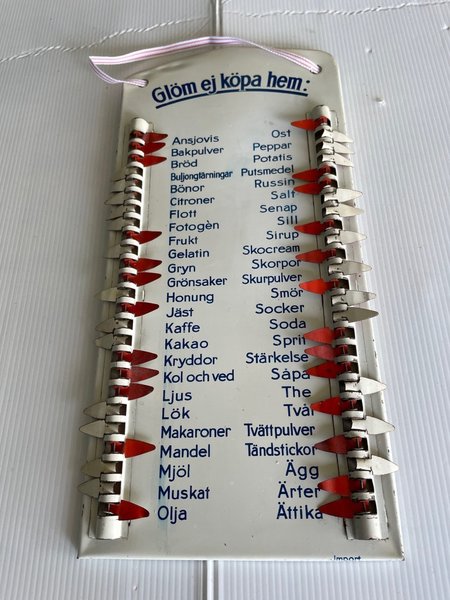 Glöm ej köpa hem:
Ansjovis
Bakpulver
Bröd
Buljongtärningar
Bönor
Citroner
Flott
Fotogèn
Frukt
Gelatin
Gryn
Grönsaker
Honung
Jäst
Kaffe
Kakao
Kryddor
Kol och ved
Ljus
Lök
Makaroner
Mandel
Mjöl
Muskat
Olja
Ost
Peppar
Potatis
Putsmedel
Russin
Salt
Senap
Sill
Sirup
Skocream
Skorpor
Skurpulver
Smör
Socker
Soda
Sprit
Stärkelse
Såpa
The
Tvål
Tvättpulver
Tändstickor
Ägg
Ärter
Ättika
Import